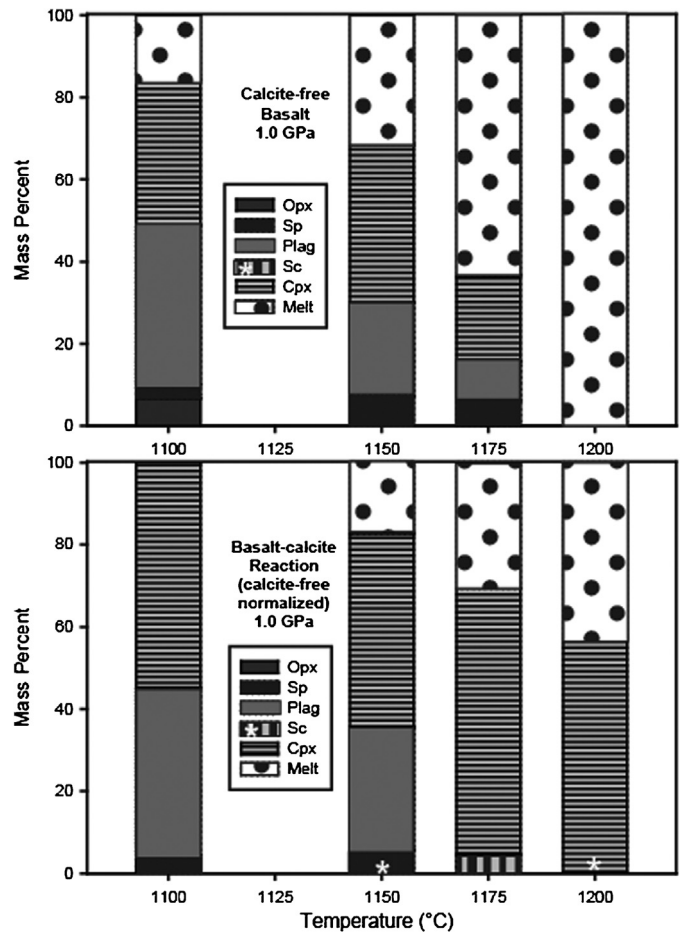 100
80
60
40
20
0
Mass Percent
Calcite-free
Basalt
1.0 GPa
Opx
Sp
Plag
* Sc
Cpx
Melt
1100 1125 1150 1175 1200
100
80
60
40
20
0
Mass Percent
Basalt-calcite
Reaction
(calcite-free
normalized)
1.0 GPa
Opx
Sp
Plag
* Sc
Cpx
Melt
* *
1100 1125 1150 1175 1200
Temperature (°C)